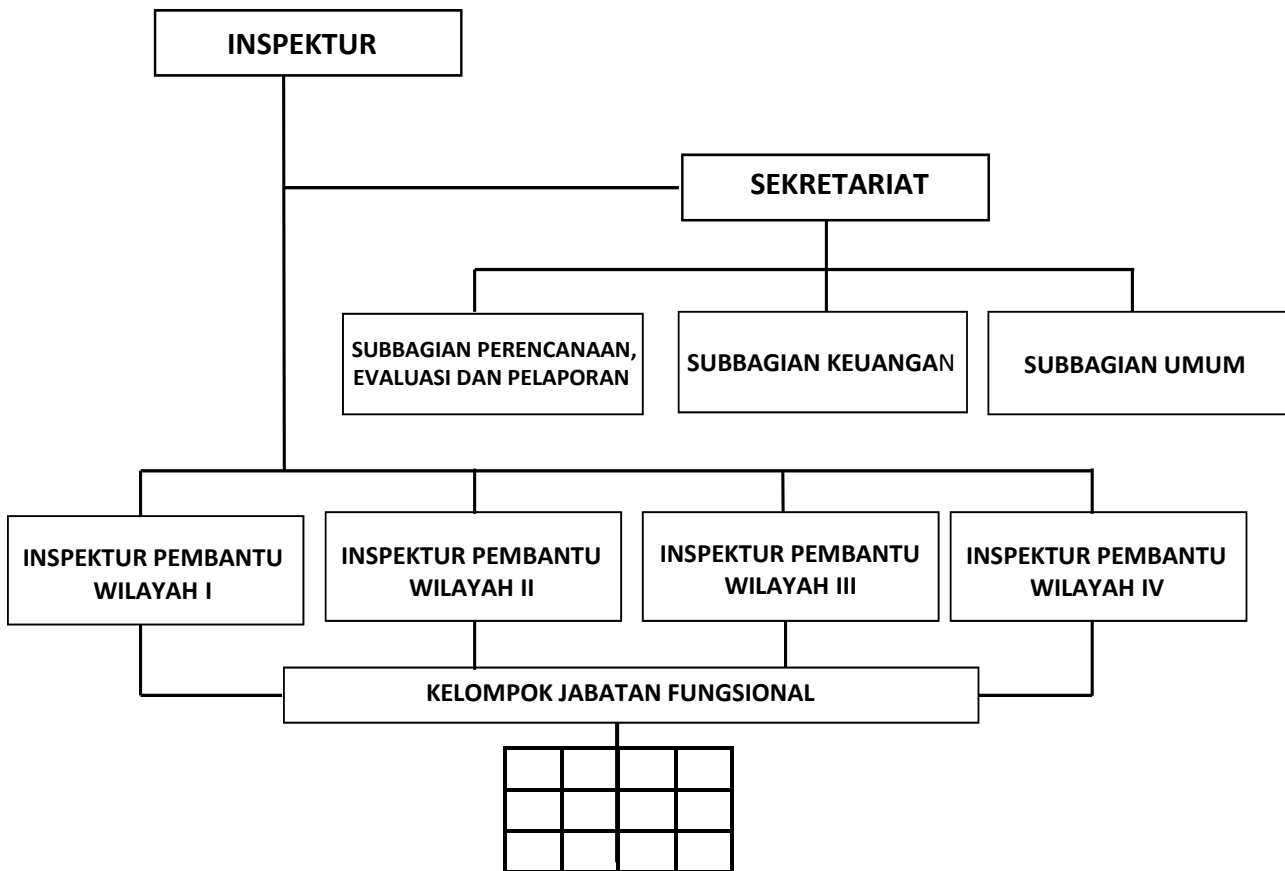 INSPEKTUR
SEKRETARIAT
SUBBAGIAN PERENCANAAN,
EVALUASI DAN PELAPORAN
SUBBAGIAN KEUANGAN
SUBBAGIAN UMUM
INSPEKTUR PEMBANTU
WILAYAH I
INSPEKTUR PEMBANTU
WILAYAH II
INSPEKTUR PEMBANTU
WILAYAH III
INSPEKTUR PEMBANTU
WILAYAH IV
KELOMPOK JABATAN FUNGSIONAL